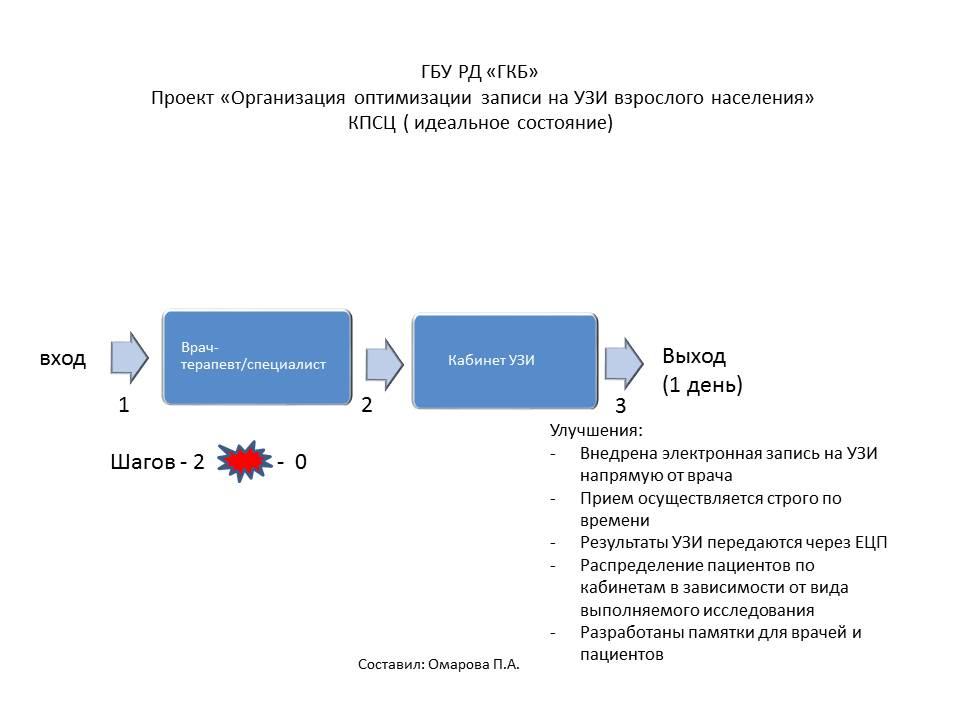 ГБУ РД «ГКБ»
Проект «Организация оптимизации записи на УЗИ взрослого населения»
КПСЦ ( идеальное состояние)
вход
Врач-
терапевт/специалист
Кабинет УЗИ
Выход
(1 день)
1
2
3
Шагов - 2 - 0
Улучшения:
- Внедрена электронная запись на УЗИ
напрямую от врача
- Прием осуществляется строго по
времени
- Результаты УЗИ передаются через ЕЦП
- Распределение пациентов по
кабинетам в зависимости от вида
выполняемого исследования
- Разработаны памятки для врачей и
пациентов
Составил: Омарова П.А.